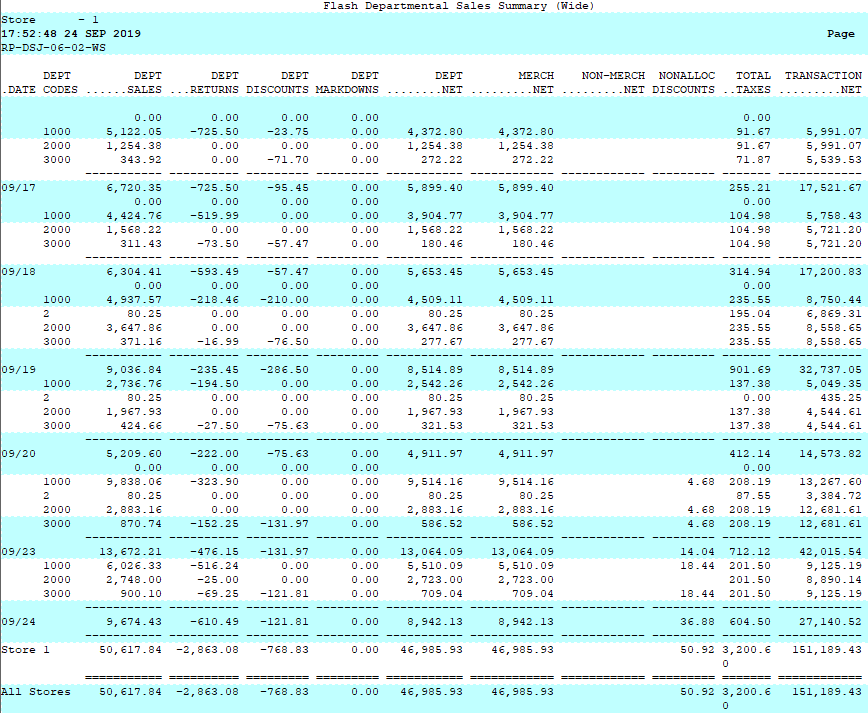 Flash Departmental Sales Summary (Wide)
Store - 1
17:52:48 24 SEP 2019 Page
RP-DSJ-06-02-WS
DEPT DEPT DEPT DEPT DEPT DEPT MERCH NON-MERCH NONALLOC TOTAL TRANSACTION
.DATE CODES ......SALES ...RETURNS DISCOUNTS MARKDOWNS ........NET ........NET ........NET DISCOUNTS ..TAXES .........NET
0.00 0.00 0.00 0.00 0.00
1000 5,122.05 -725.50 -23.75 0.00 4,372.80 4,372.80 91.67 5,991.07
2000 1,254.38 0.00 0.00 0.00 1,254.38 1,254.38 91.67 5,991.07
3000 343.92 0.00 -71.70 0.00 272.22 272.22 71.87 5,539.53
----------- ---------- --------- --------- ----------- ----------- ------------ --------- ------- ------------
09/17 6,720.35 -725.50 -95.45 0.00 5,899.40 5,899.40 255.21 17,521.67
0.00 0.00 0.00 0.00 0.00
1000 4,424.76 -519.99 0.00 0.00 3,904.77 3,904.77 104.98 5,758.43
2000 1,568.22 0.00 0.00 0.00 1,568.22 1,568.22 104.98 5,721.20
3000 311.43 -73.50 -57.47 0.00 180.46 180.46 104.98 5,721.20
----------- ---------- --------- --------- ----------- ----------- ------------ --------- ------- ------------
09/18 6,304.41 -593.49 -57.47 0.00 5,653.45 5,653.45 314.94 17,200.83
0.00 0.00 0.00 0.00 0.00
1000 4,937.57 -218.46 -210.00 0.00 4,509.11 4,509.11 235.55 8,750.44
2 80.25 0.00 0.00 0.00 80.25 80.25 195.04 6,869.31
2000 3,647.86 0.00 0.00 0.00 3,647.86 3,647.86 235.55 8,558.65
3000 371.16 -16.99 -76.50 0.00 277.67 277.67 235.55 8,558.65
----------- ---------- --------- --------- ----------- ----------- ------------ --------- ------- ------------
09/19 9,036.84 -235.45 -286.50 0.00 8,514.89 8,514.89 901.69 32,737.05
1000 2,736.76 -194.50 0.00 0.00 2,542.26 2,542.26 137.38 5,049.35
2 80.25 0.00 0.00 0.00 80.25 80.25 0.00 435.25
2000 1,967.93 0.00 0.00 0.00 1,967.93 1,967.93 137.38 4,544.61
3000 424.66 -27.50 -75.63 0.00 321.53 321.53 137.38 4,544.61
----------- ---------- --------- --------- ----------- ----------- ------------ --------- ------- ------------
09/20 5,209.60 -222.00 -75.63 0.00 4,911.97 4,911.97 412.14 14,573.82
0.00 0.00 0.00 0.00 0.00
1000 9,838.06 -323.90 0.00 0.00 9,514.16 9,514.16 4.68 208.19 13,267.60
2 80.25 0.00 0.00 0.00 80.25 80.25 87.55 3,384.72
2000 2,883.16 0.00 0.00 0.00 2,883.16 2,883.16 4.68 208.19 12,681.61
3000 870.74 -152.25 -131.97 0.00 586.52 586.52 4.68 208.19 12,681.61
----------- ---------- --------- --------- ----------- ----------- ------------ --------- ------- ------------
09/23 13,672.21 -476.15 -131.97 0.00 13,064.09 13,064.09 14.04 712.12 42,015.54
1000 6,026.33 -516.24 0.00 0.00 5,510.09 5,510.09 18.44 201.50 9,125.19
2000 2,748.00 -25.00 0.00 0.00 2,723.00 2,723.00 201.50 8,890.14
3000 900.10 -69.25 -121.81 0.00 709.04 709.04 18.44 201.50 9,125.19
----------- ---------- --------- --------- ----------- ----------- ------------ --------- ------- ------------
09/24 9,674.43 -610.49 -121.81 0.00 8,942.13 8,942.13 36.88 604.50 27,140.52
----------- ---------- --------- --------- ----------- ----------- ------------ --------- ------- ------------
Store 1 50,617.84 -2,863.08 -768.83 0.00 46,985.93 46,985.93 50.92 3,200.6 151,189.43
0
=========== ========== ========= ========= =========== =========== ============ ========= ======= ============
All Stores 50,617.84 -2,863.08 -768.83 0.00 46,985.93 46,985.93 50.92 3,200.6 151,189.43
0